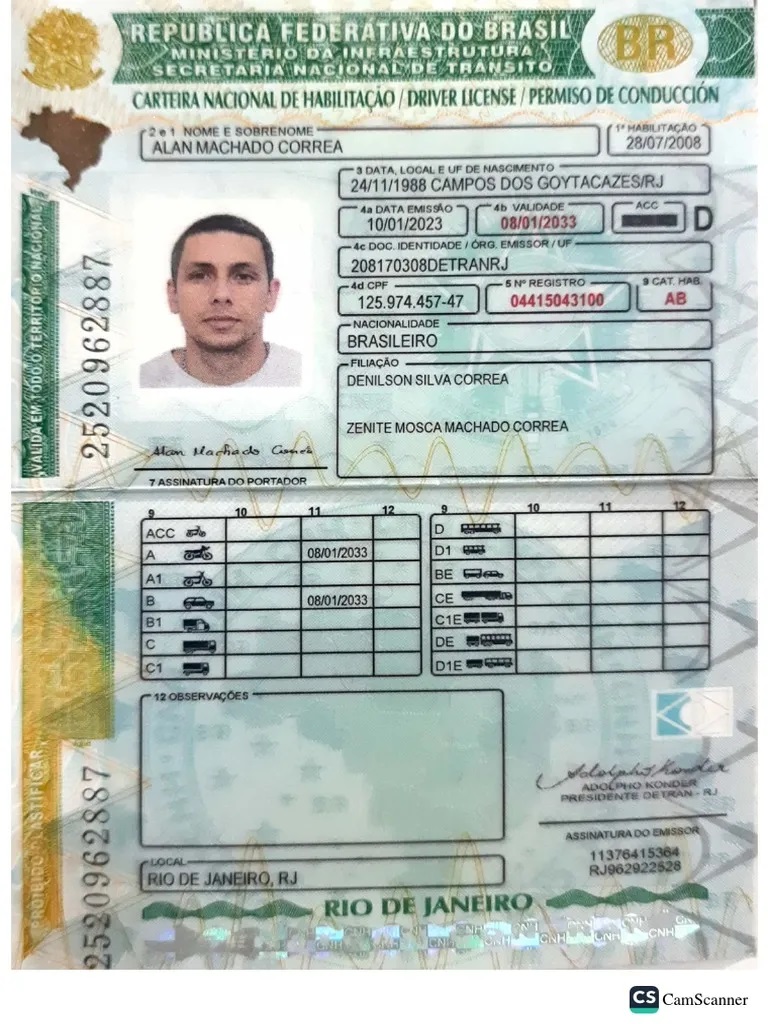 REPÚBLICA FEDERATIVA DO BRASIL
MINISTÉRIO DA INFRAESTRUTURA
SECRETARIA NACIONAL DE TRÂNSITO
BR
CARTEIRA NACIONAL DE HABILITAÇÃO / DRIVER LICENSE / PERMISO DE CONDUCCIÓN
2 e 1 NOME E SOBRENOME
ALAN MACHADO CORREA
1ª HABILITAÇÃO
28/07/2008
3 DATA, LOCAL E UF DE NASCIMENTO
24/11/1988 CAMPOS DOS GOYTACAZES/RJ
4a DATA EMISSÃO
10/01/2023
4b VALIDADE
08/01/2033
ACC
D
4c DOC. IDENTIDADE / ÓRG. EMISSOR / UF
208170308DETRANRJ
4d CPF
125.974.457-47
5 Nº REGISTRO
04415043100
9 CAT. HAB.
AB
NACIONALIDADE
BRASILEIRO
FILIAÇÃO
DENILSON SILVA CORREA
ZENITE MOSCA MACHADO CORREA
VÁLIDA EM TODO O TERRITÓRIO NACIONAL
2520962887
Alan Machado Correa
7 ASSINATURA DO PORTADOR
9 10 11 12
ACC
A 08/01/2033
A1
B 08/01/2033
B1
C
C1
9 10 11 12
D
D1
BE
CE
C1E
DE
D1E
12 OBSERVAÇÕES
PROIBIDO PLASTIFICAR
2520962887
Adolpho Konder
ADOLPHO KONDER
PRESIDENTE DETRAN - RJ
ASSINATURA DO EMISSOR
11376415364
RJ962922528
LOCAL
RIO DE JANEIRO, RJ
RIO DE JANEIRO
CNH CNH CNH CNH CNH CNH
CS CamScanner